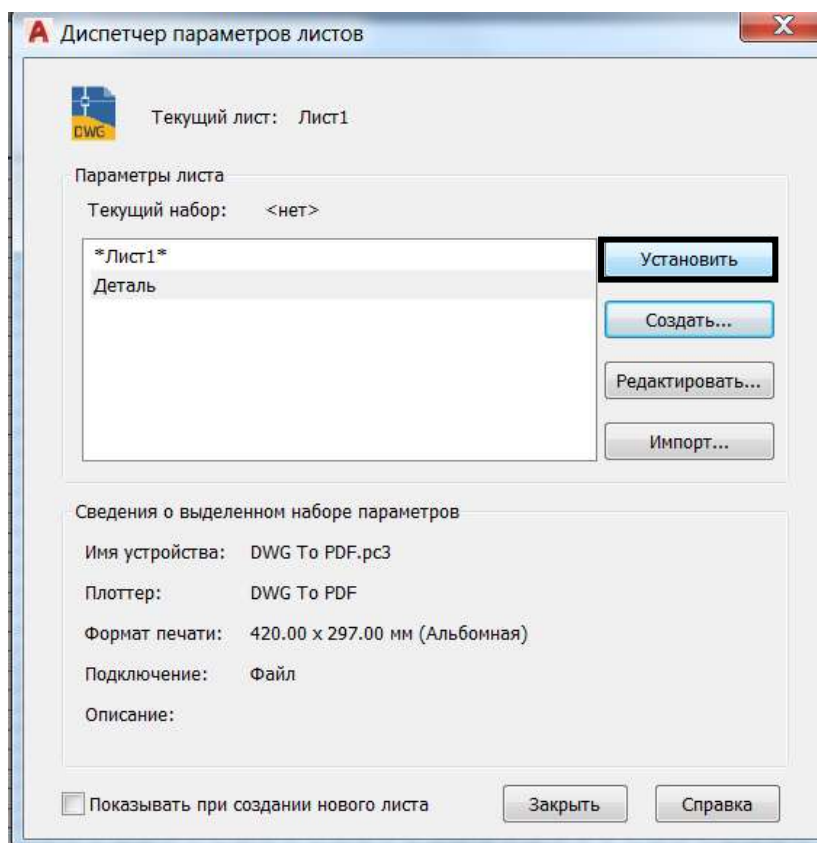 Диспетчер параметров листов
DWG
Текущий лист: Лист1
Параметры листа
Текущий набор: <нет>
*Лист1*
Деталь
Установить
Создать...
Редактировать...
Импорт...
Сведения о выделенном наборе параметров
Имя устройства: DWG To PDF.pc3
Плоттер: DWG To PDF
Формат печати: 420.00 x 297.00 мм (Альбомная)
Подключение: Файл
Описание:
Показывать при создании нового листа
Закрыть
Справка